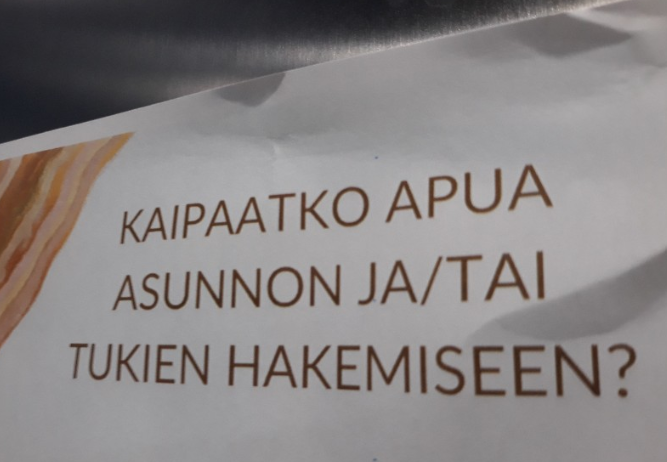 KAIPAATKO APUA
ASUNNON JA/TAI
TUKIEN HAKEMISEEN?